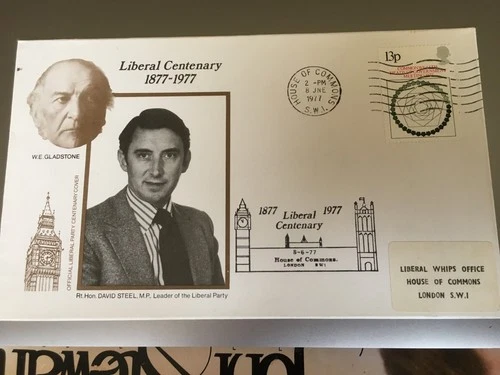 Liberal Centenary
1877-1977
W.E. GLADSTONE
OFFICIAL LIBERAL PARTY CENTENARY COVER
Rt. Hon. DAVID STEEL, M.P., Leader of the Liberal Party
HOUSE OF COMMONS
2 - PM
8 JNE
1977
S.W.1.
13p
1877 Liberal 1977
Centenary
8-6-77
House of Commons.
LONDON SW1
LIBERAL WHIPS OFFICE
HOUSE OF COMMONS
LONDON S.W.1